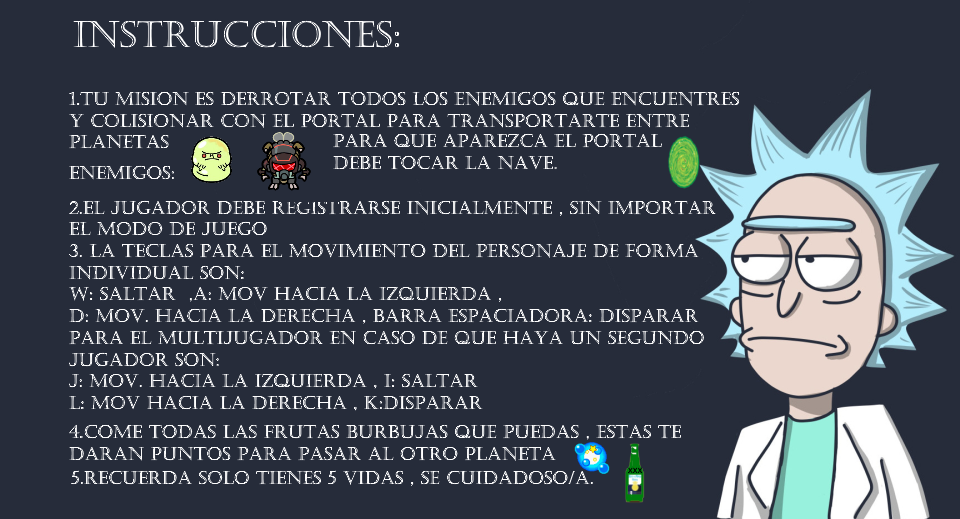 INSTRUCCIONES:
1.TU MISION ES DERROTAR TODOS LOS ENEMIGOS QUE ENCUENTRES
Y COLISIONAR CON EL PORTAL PARA TRANSPORTARTE ENTRE
PLANETAS
PARA QUE APAREZCA EL PORTAL
DEBE TOCAR LA NAVE.
ENEMIGOS:
2.EL JUGADOR DEBE REGISTRARSE INICIALMENTE , SIN IMPORTAR
EL MODO DE JUEGO
3. LA TECLAS PARA EL MOVIMIENTO DEL PERSONAJE DE FORMA
INDIVIDUAL SON:
W: SALTAR ,A: MOV HACIA LA IZQUIERDA ,
D: MOV. HACIA LA DERECHA , BARRA ESPACIADORA: DISPARAR
PARA EL MULTIJUGADOR EN CASO DE QUE HAYA UN SEGUNDO
JUGADOR SON:
J: MOV. HACIA LA IZQUIERDA , I: SALTAR
L: MOV HACIA LA DERECHA , K:DISPARAR
4.COME TODAS LAS FRUTAS BURBUJAS QUE PUEDAS , ESTAS TE
DARAN PUNTOS PARA PASAR AL OTRO PLANETA
5.RECUERDA SOLO TIENES 5 VIDAS , SE CUIDADOSO/A.
XXX